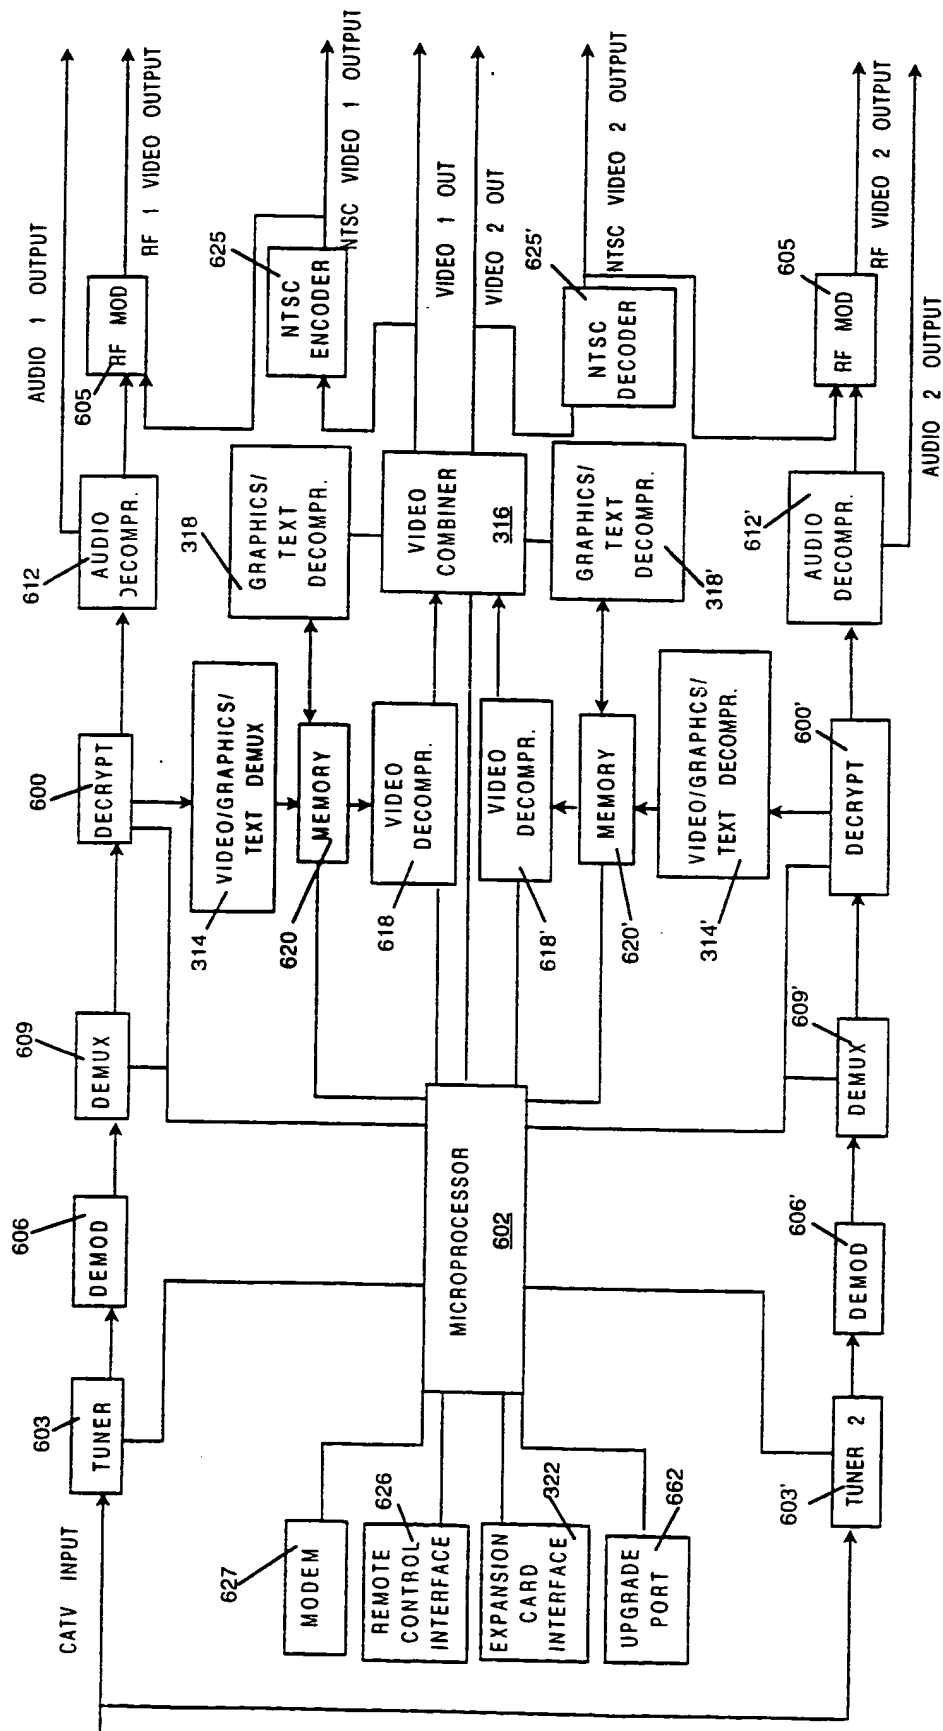 CATV INPUT
603
TUNER
606
DEMOD
609
DEMUX
600
DECRYPT
612
AUDIO
DECOMPR.
605
RF MOD
AUDIO 1 OUTPUT
RF 1 VIDEO OUTPUT
314
VIDEO/GRAPHICS/
TEXT DEMUX
318
GRAPHICS/
TEXT
DECOMPR.
625
NTSC
ENCODER
NTSC VIDEO 1 OUTPUT
620
MEMORY
618
VIDEO
DECOMPR.
627
MODEM
626
REMOTE
CONTROL
INTERFACE
322
EXPANSION
CARD
INTERFACE
662
UPGRADE
PORT
MICROPROCESSOR
602
VIDEO
COMBINER
316
VIDEO 1 OUT
VIDEO 2 OUT
618'
VIDEO
DECOMPR.
620'
MEMORY
318'
GRAPHICS/
TEXT
DECOMPR.
625'
NTSC
DECODER
NTSC VIDEO 2 OUTPUT
314'
VIDEO/GRAPHCS/
TEXT DECOMPR.
603'
TUNER 2
606'
DEMOD
609'
DEMUX
600'
DECRYPT
612'
AUDIO
DECOMPR.
605
RF MOD
RF VIDEO 2 OUTPUT
AUDIO 2 OUTPUT